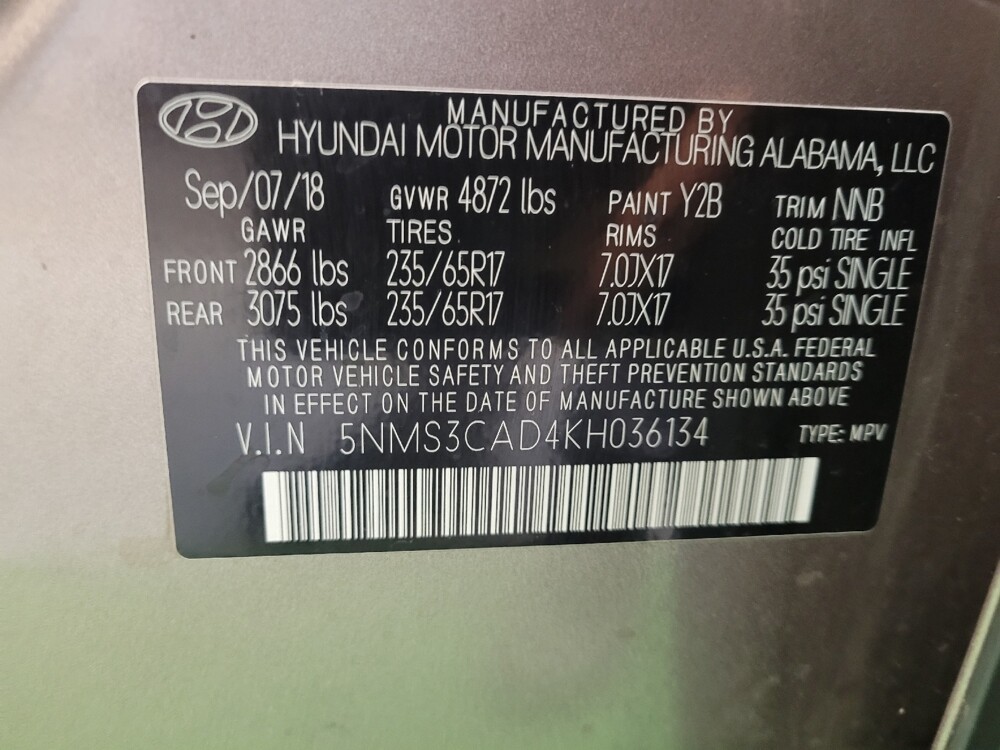 MANUFACTURED BY
HYUNDAI MOTOR MANUFACTURING ALABAMA, LLC
Sep/07/18 GVWR 4872 lbs PAINT Y2B TRIM NNB
GAWR TIRES RIMS COLD TIRE INFL
FRONT 2866 lbs 235/65R17 7.0JX17 35 psi SINGLE
REAR 3075 lbs 235/65R17 7.0JX17 35 psi SINGLE
THIS VEHICLE CONFORMS TO ALL APPLICABLE U.S.A. FEDERAL
MOTOR VEHICLE SAFETY AND THEFT PREVENTION STANDARDS
IN EFFECT ON THE DATE OF MANUFACTURE SHOWN ABOVE
V.I.N 5NMS3CAD4KH036134 TYPE: MPV